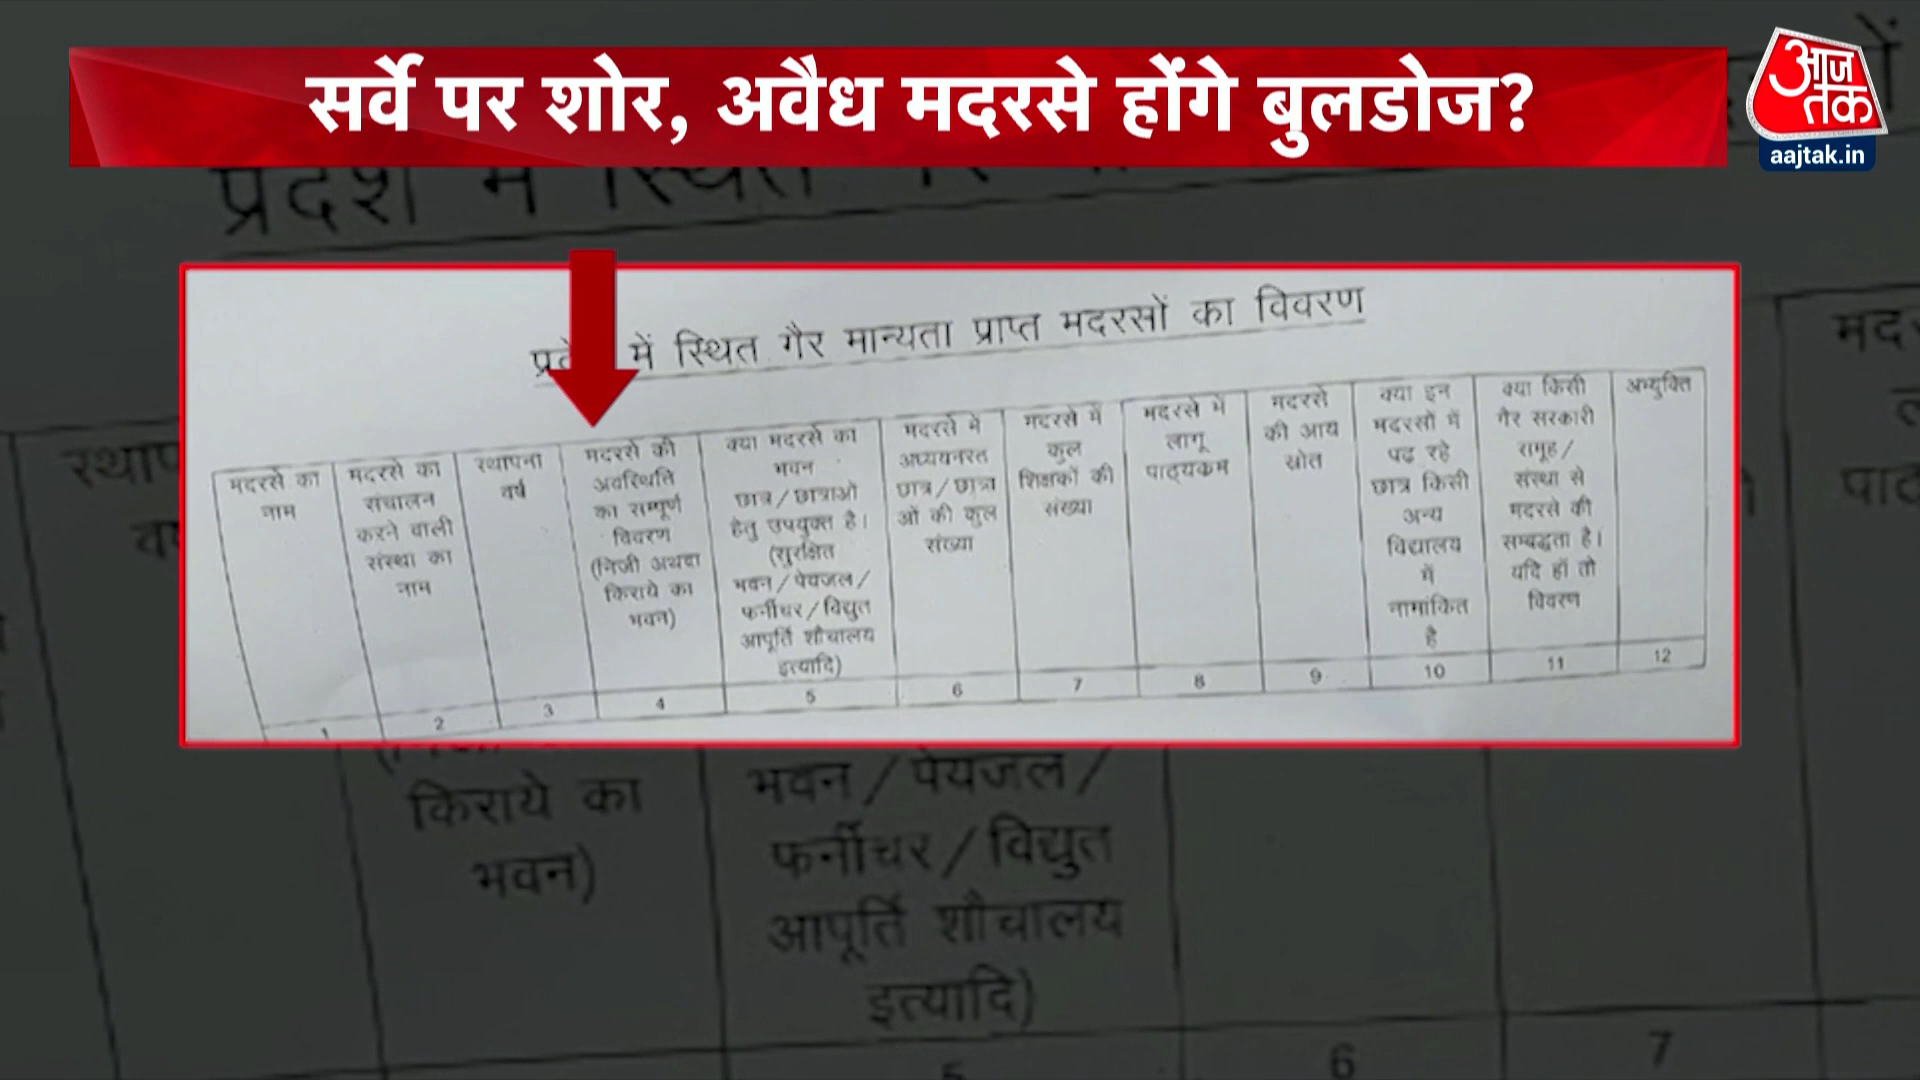 सर्वे पर शोर, अवैध मदरसे होंगे बुलडोज?
आज
तक
aajtak.in
प्रदेश में स्थित
में स्थित गैर मान्यता प्राप्त मदरसों का विवरण
मदरसे का
नाम
1
मदरसे का
संचालन
करने वाली
संस्था का
नाम
2
स्थापना
वर्ष
3
मदरसे की
अवस्थिति
का सम्पूर्ण
विवरण
(निजी अथवा
किराये का
भवन)
4
क्या मदरसे का
भवन
छात्र/छात्राओं
हेतु उपयुक्त है।
(सुरक्षित
भवन/पेयजल/
फर्नीचर/विद्युत
आपूर्ति शौचालय
इत्यादि)
5
मदरसे में
अध्ययनरत
छात्र/छात्रा
ओं की कुल
संख्या
6
मदरसे में
कुल
शिक्षकों की
संख्या
7
मदरसे में
लागू
पाठ्यक्रम
8
मदरसे
की आय
स्रोत
9
क्या इन
मदरसों में
पढ रहे
छात्र किसी
अन्य
विद्यालय
में
नामांकित
है
10
क्या किसी
गैर सरकारी
समूह/
संस्था से
मदरसे की
सम्बद्धता है।
यदि हाँ तो
विवरण
11
अभ्युक्ति
12
किराये का
भवन)
भवन/पेयजल/
फर्नीचर/विद्युत
आपूर्ति शौचालय
इत्यादि)
5
6
7